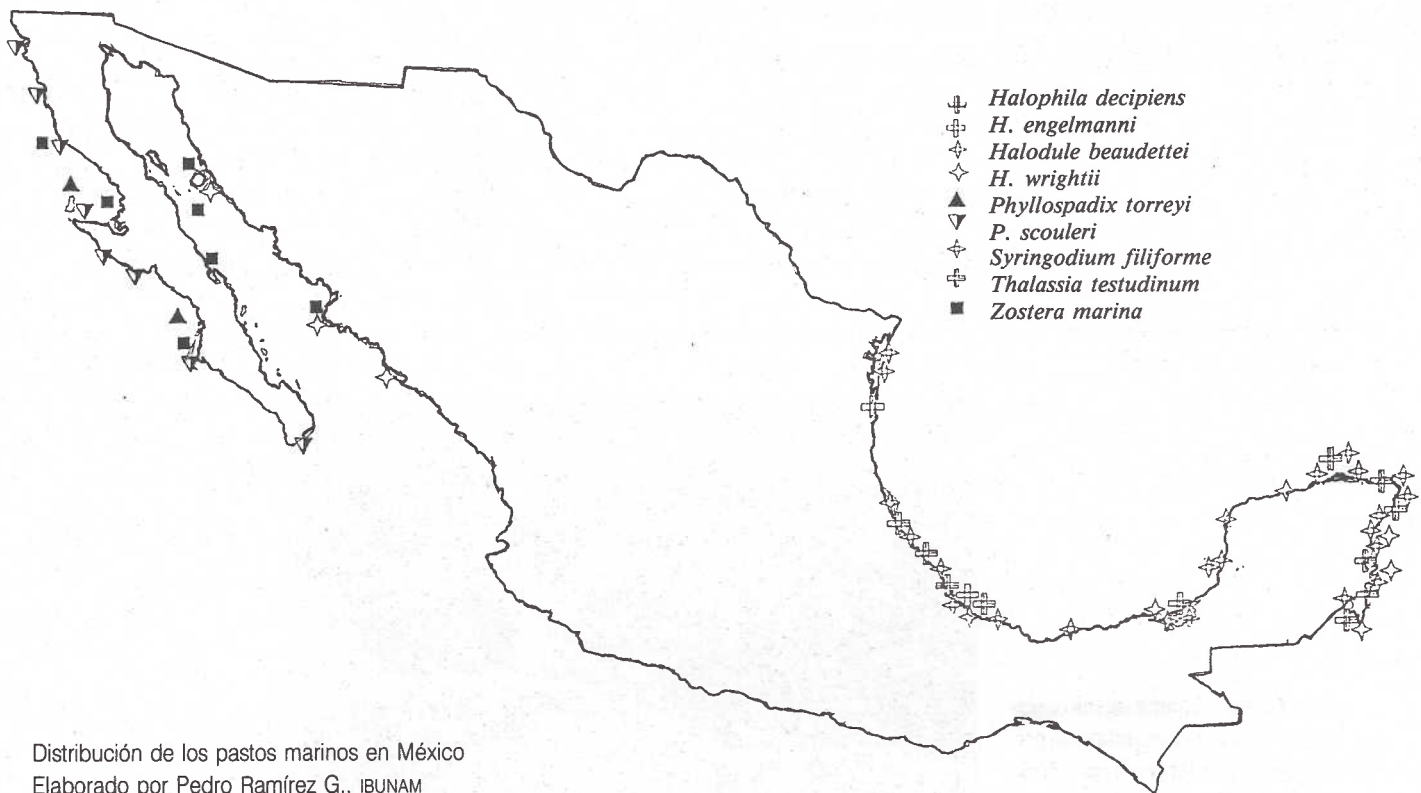 Halophila decipiens
H. engelmanni
Halodule beaudettei
H. wrightii
Phyllospadix torreyi
P. scouleri
Syringodium filiforme
Thalassia testudinum
Zostera marina
Distribución de los pastos marinos en México
Elaborado por Pedro Ramírez G., IBUNAM